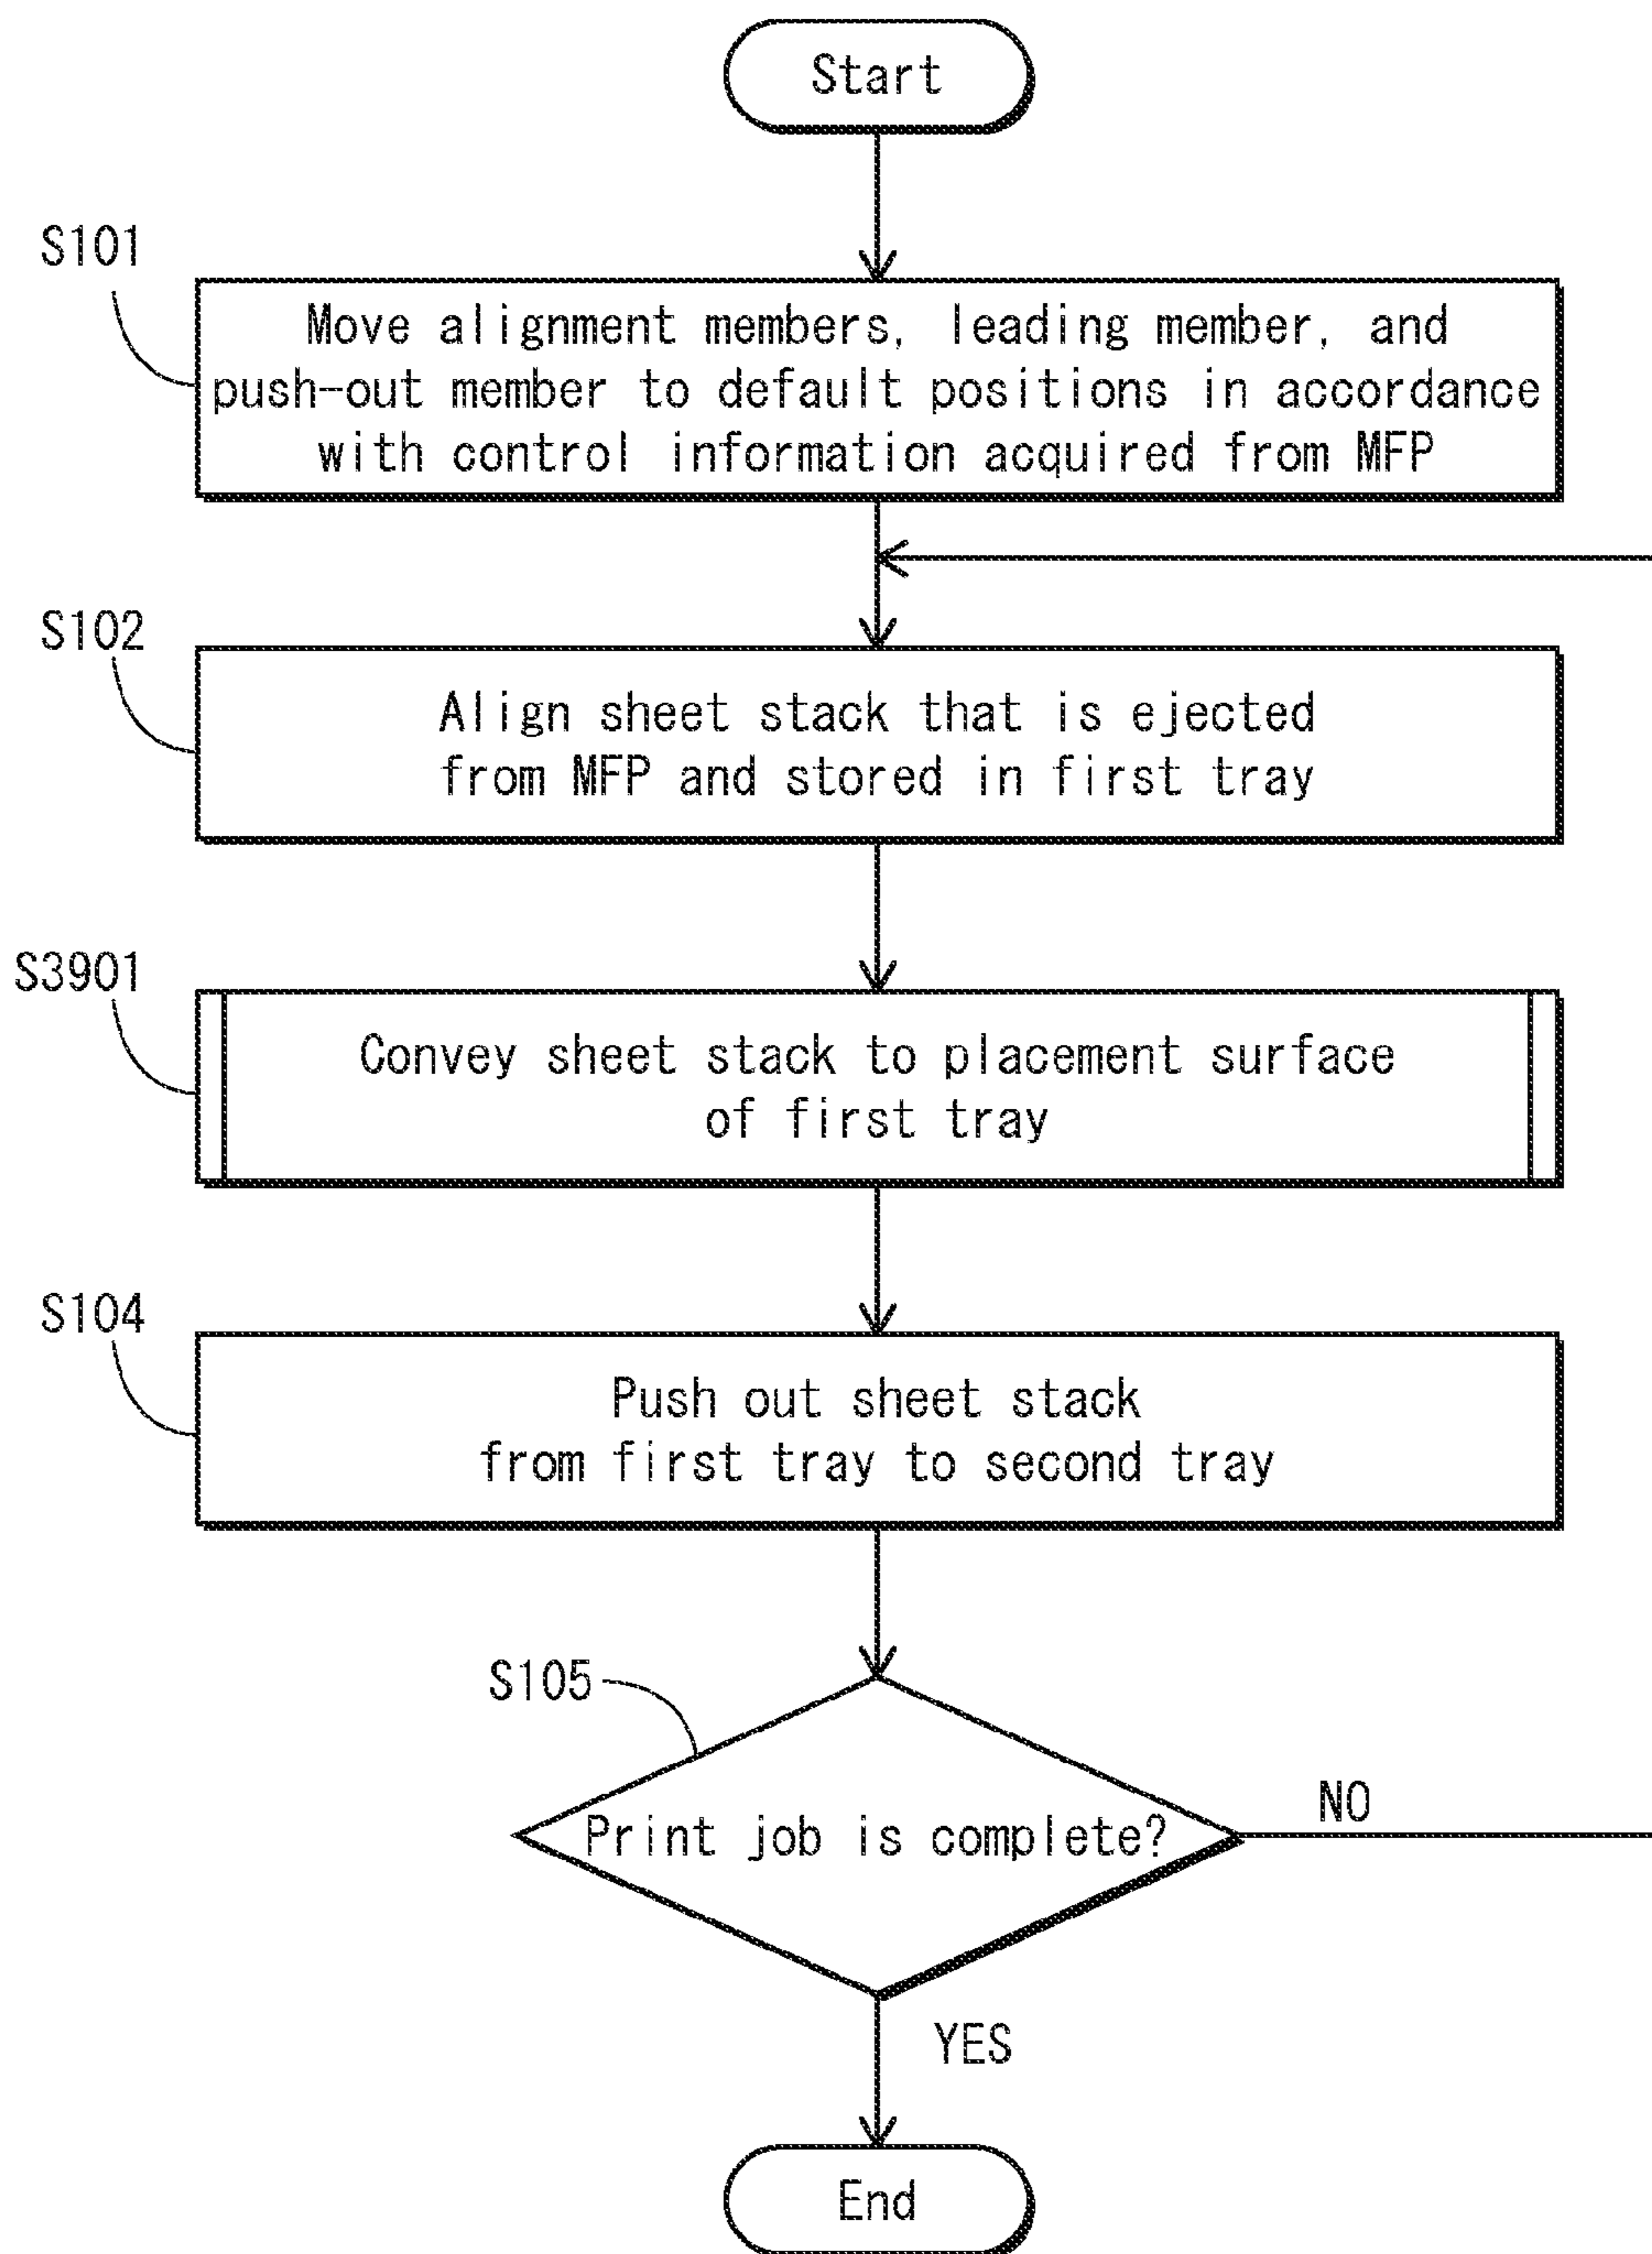 Start
S101
Move alignment members, leading member, and
push-out member to default positions in accordance
with control information acquired from MFP
S102
Align sheet stack that is ejected
from MFP and stored in first tray
S3901
Convey sheet stack to placement surface
of first tray
S104
Push out sheet stack
from first tray to second tray
S105
Print job is complete?
NO
YES
End